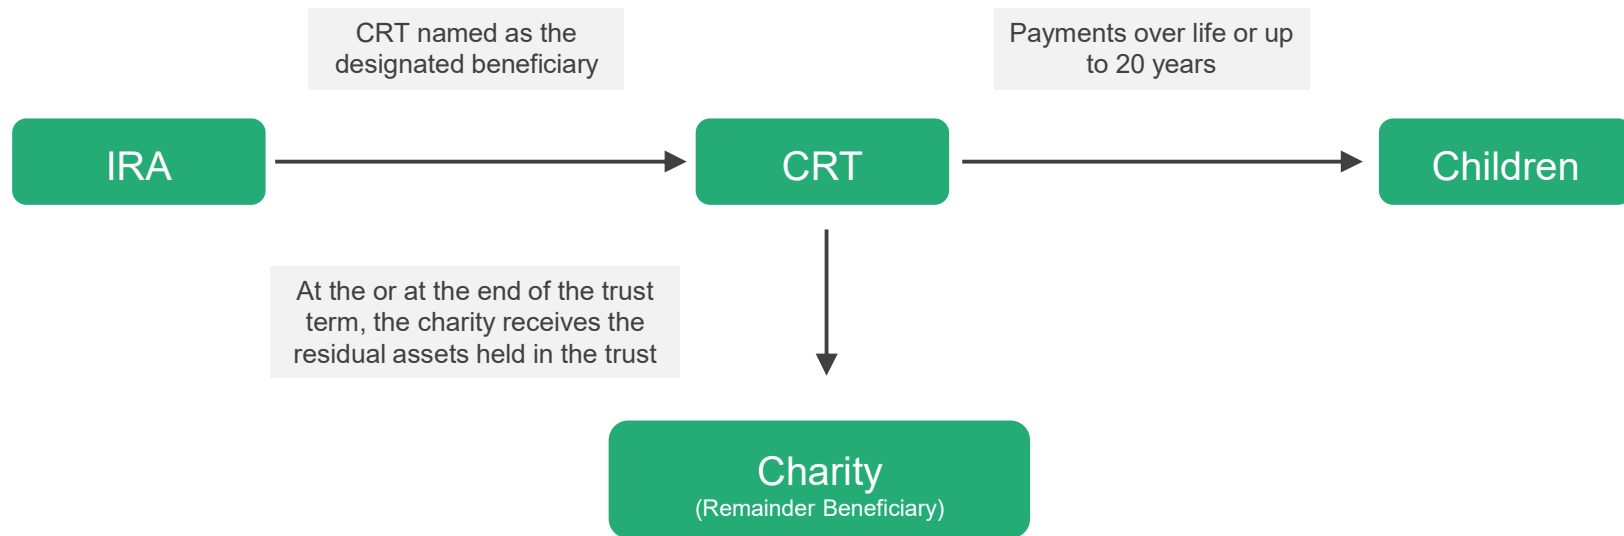 CRT named as the
designated beneficiary
Payments over life or up
to 20 years
IRA
CRT
Children
At the or at the end of the trust
term, the charity receives the
residual assets held in the trust
Charity
(Remainder Beneficiary)